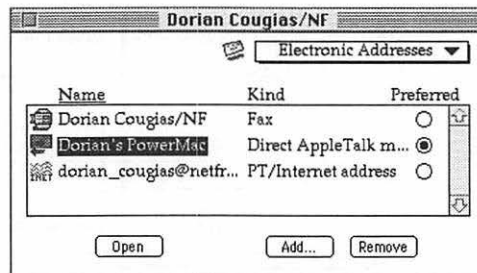 Dorian Cougias/NF
Electronic Addresses
Name Kind Preferred
Dorian Cougias/NF Fax
Dorian's PowerMac Direct AppleTalk m...
INET dorian_cougias@netfr... PT/Internet address
Open Add... Remove